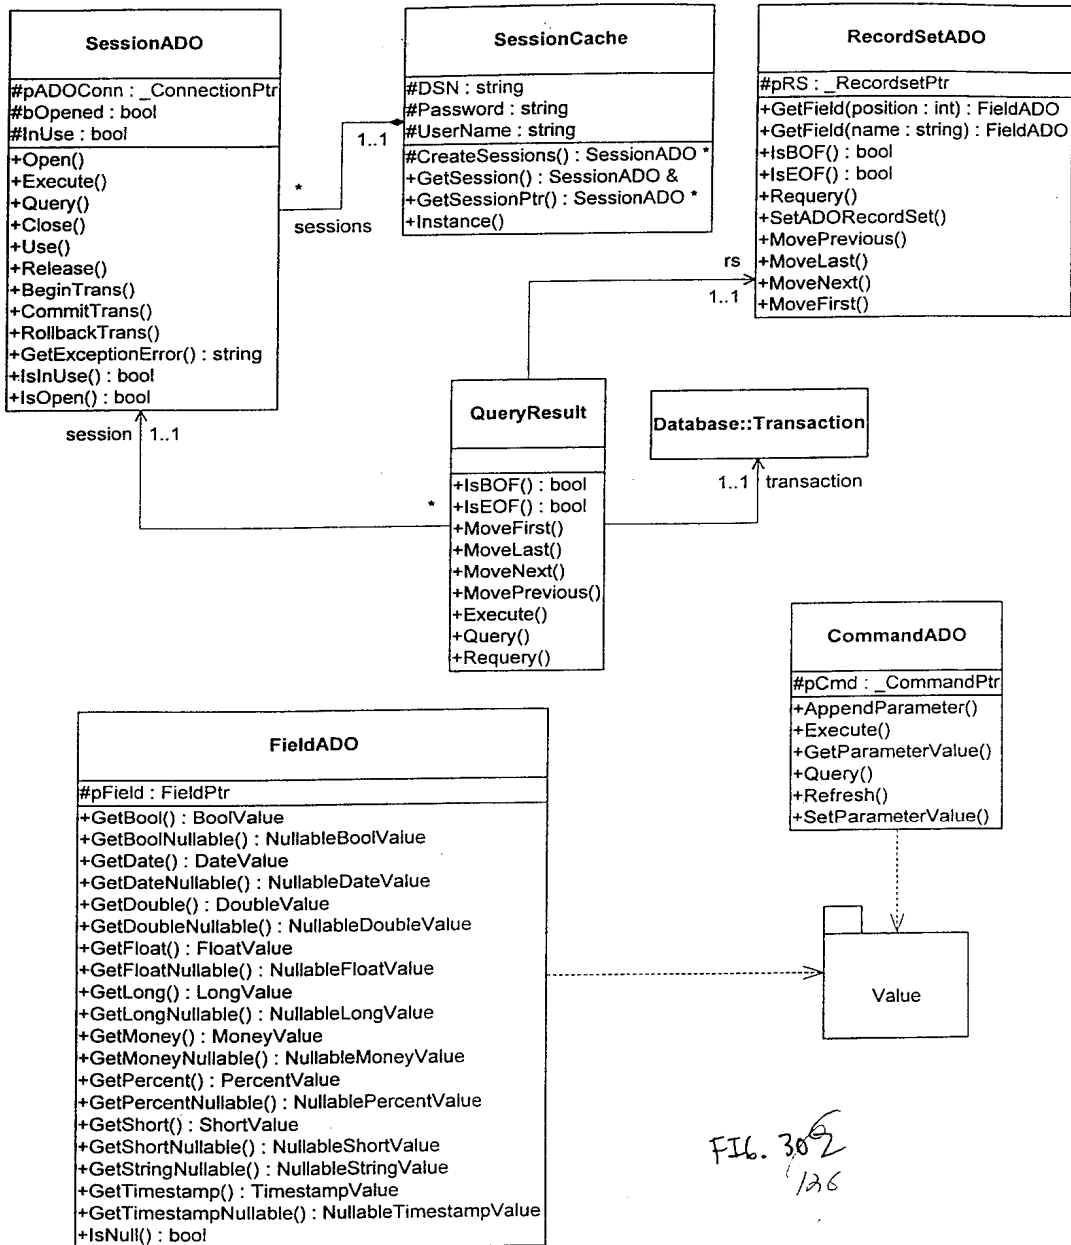 SessionADO
#pADOConn : _ConnectionPtr
#bOpened : bool
#InUse : bool
+Open()
+Execute()
+Query()
+Close()
+Use()
+Release()
+BeginTrans()
+CommitTrans()
+RollbackTrans()
+GetExceptionError() : string
+IsInUse() : bool
+IsOpen() : bool
1..1
*
sessions
SessionCache
#DSN : string
#Password : string
#UserName : string
#CreateSessions() : SessionADO *
+GetSession() : SessionADO &
+GetSessionPtr() : SessionADO *
+Instance()
RecordSetADO
#pRS : _RecordsetPtr
+GetField(position : int) : FieldADO
+GetField(name : string) : FieldADO
+IsBOF() : bool
+IsEOF() : bool
+Requery()
+SetADORecordSet()
+MovePrevious()
+MoveLast()
+MoveNext()
+MoveFirst()
rs
1..1
session 1..1
*
QueryResult
+IsBOF() : bool
+IsEOF() : bool
+MoveFirst()
+MoveLast()
+MoveNext()
+MovePrevious()
+Execute()
+Query()
+Requery()
Database::Transaction
1..1 transaction
CommandADO
#pCmd : _CommandPtr
+AppendParameter()
+Execute()
+GetParameterValue()
+Query()
+Refresh()
+SetParameterValue()
FieldADO
#pField : FieldPtr
+GetBool() : BoolValue
+GetBoolNullable() : NullableBoolValue
+GetDate() : DateValue
+GetDateNullable() : NullableDateValue
+GetDouble() : DoubleValue
+GetDoubleNullable() : NullableDoubleValue
+GetFloat() : FloatValue
+GetFloatNullable() : NullableFloatValue
+GetLong() : LongValue
+GetLongNullable() : NullableLongValue
+GetMoney() : MoneyValue
+GetMoneyNullable() : NullableMoneyValue
+GetPercent() : PercentValue
+GetPercentNullable() : NullablePercentValue
+GetShort() : ShortValue
+GetShortNullable() : NullableShortValue
+GetStringNullable() : NullableStringValue
+GetTimestamp() : TimestampValue
+GetTimestampNullable() : NullableTimestampValue
+IsNull() : bool
Value
FIG.
126